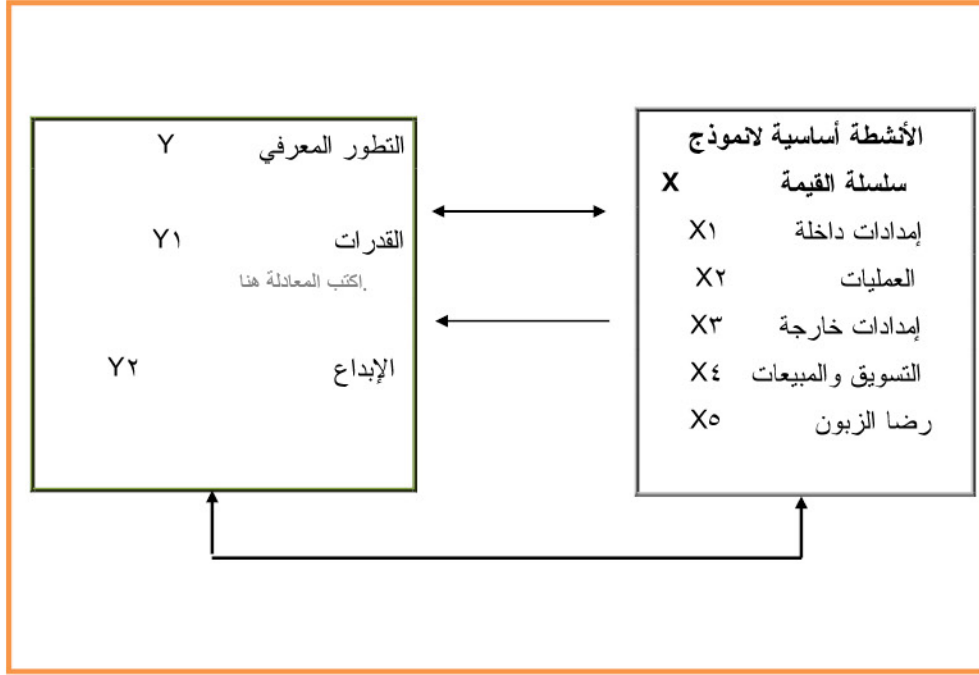 الأنشطة أساسية لانموذج
سلسلة القيمة X
إمدادات داخلة X١
العمليات X٢
إمدادات خارجة X٣
التسويق والمبيعات X٤
رضا الزبون X٥
التطور المعرفي Y
القدرات Y١
اكتب المعادلة هنا.
الإبداع Y٢